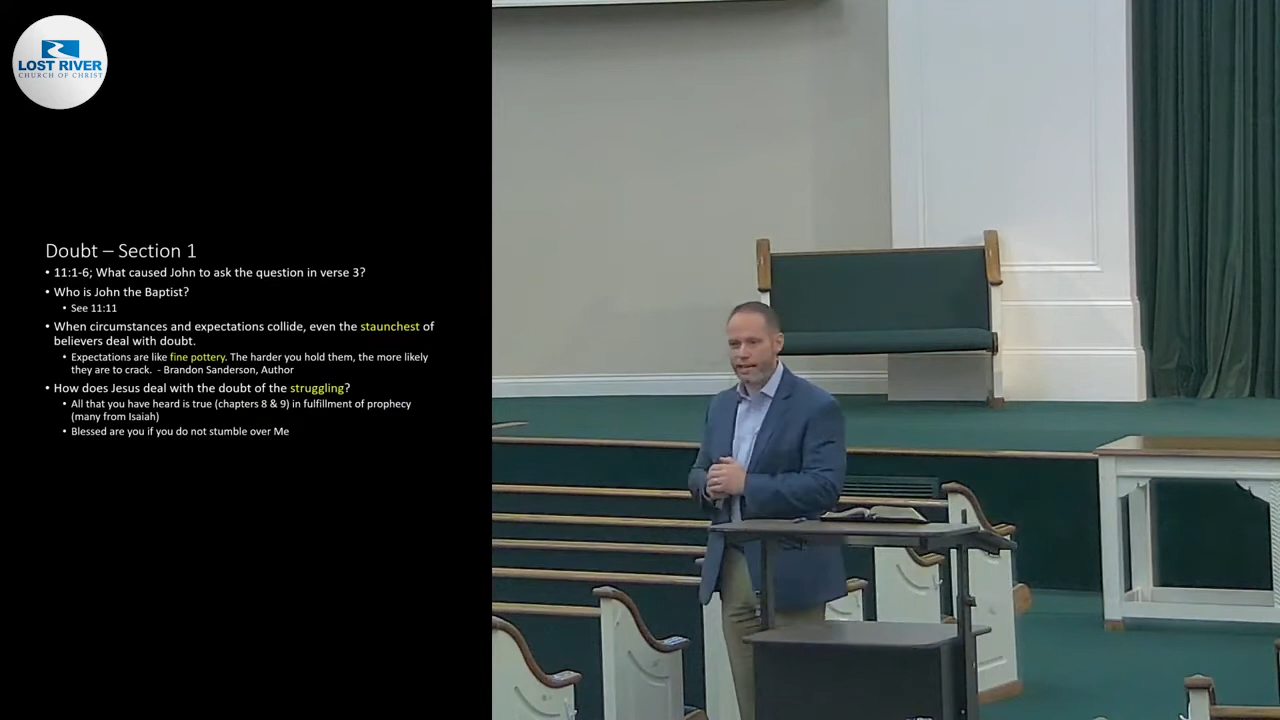 LOST RIVER
CHURCH OF CHRIST
Doubt – Section 1
• 11:1-6; What caused John to ask the question in verse 3?
• Who is John the Baptist?
• See 11:11
• When circumstances and expectations collide, even the staunchest of
believers deal with doubt.
• Expectations are like fine pottery. The harder you hold them, the more likely
they are to crack.  - Brandon Sanderson, Author
• How does Jesus deal with the doubt of the struggling?
• All that you have heard is true (chapters 8 & 9) in fulfillment of prophecy
(many from Isaiah)
• Blessed are you if you do not stumble over Me